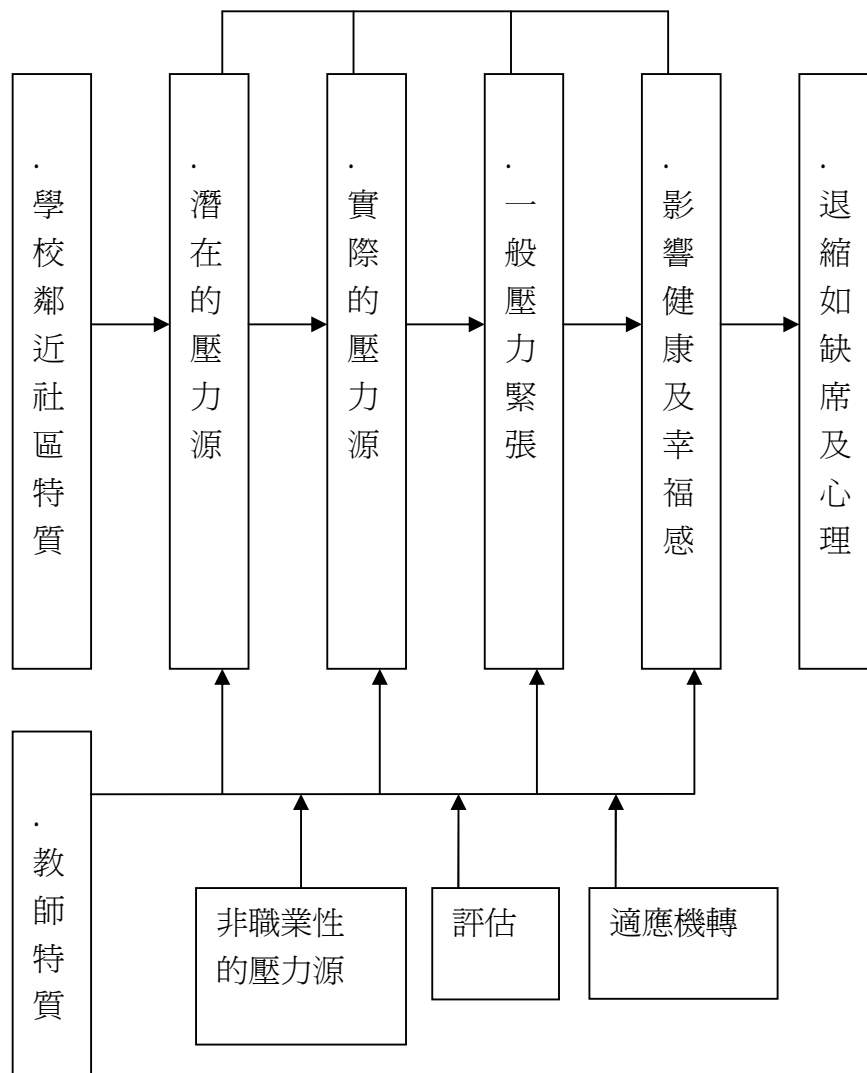 ．學校鄰近社區特質
．潛在的壓力源
．實際的壓力源
．一般壓力緊張
．影響健康及幸福感
．退縮如缺席及心理
．教師特質
非職業性
的壓力源
評估
適應機轉